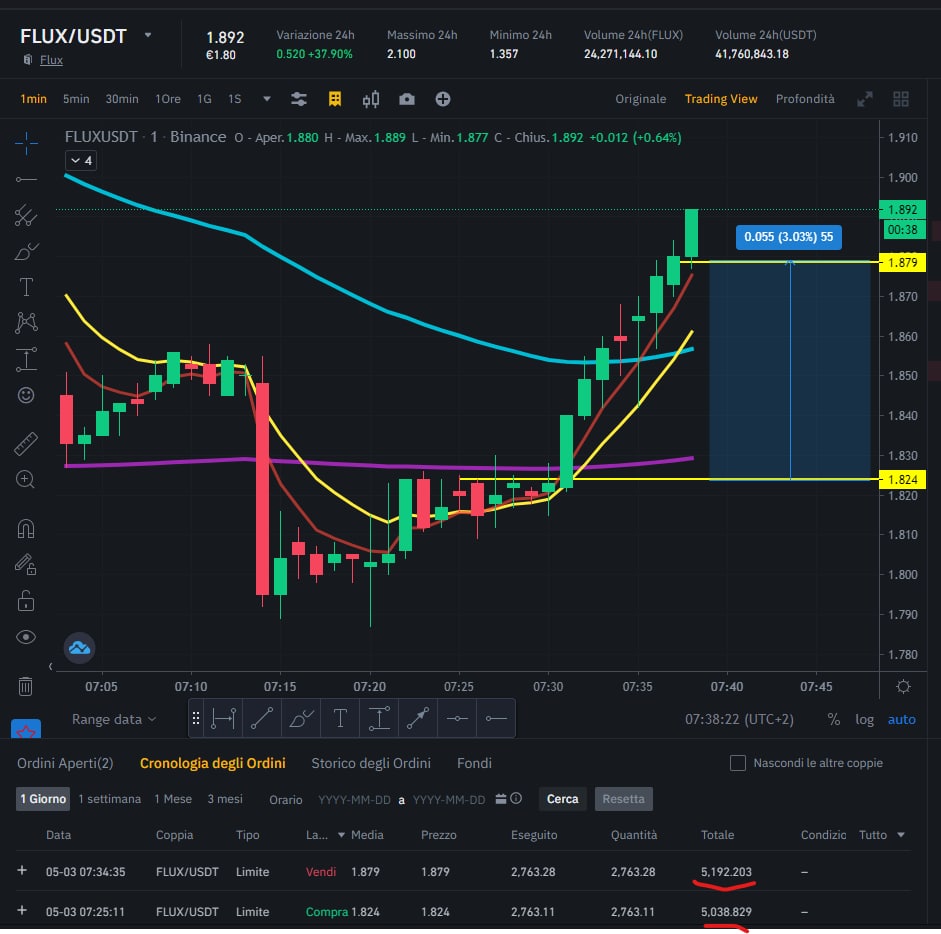 FLUX/USDT
Flux
1.892
€1.80
Variazione 24h
0.520 +37.90%
Massimo 24h
2.100
Minimo 24h
1.357
Volume 24h(FLUX)
24,271,144.10
Volume 24h(USDT)
41,760,843.18
1min 5min 30min 1Ore 1G 1S
Originale Trading View Profondità
FLUXUSDT · 1 · Binance O - Aper.1.880 H - Max.1.889 L - Min.1.877 C - Chius.1.892 +0.012 (+0.64%)
4
1.910
1.900
1.892
00:38
0.055 (3.03%) 55
1.879
1.870
1.860
1.850
1.840
1.830
1.824
1.820
1.810
1.800
1.790
1.780
07:05 07:10 07:15 07:20 07:25 07:30 07:35 07:40 07:45
Range data
07:38:22 (UTC+2) % log auto
Ordini Aperti(2) Cronologia degli Ordini Storico degli Ordini Fondi
Nascondi le altre coppie
1 Giorno 1 settimana 1 Mese 3 mesi Orario YYYY-MM-DD a YYYY-MM-DD Cerca Resetta
Data Coppia Tipo La... Media Prezzo Eseguito Quantità Totale Condizic Tutto
+ 05-03 07:34:35 FLUX/USDT Limite Vendi 1.879 1.879 2,763.28 2,763.28 5,192.203 –
+ 05-03 07:25:11 FLUX/USDT Limite Compra 1.824 1.824 2,763.11 2,763.11 5,038.829 –